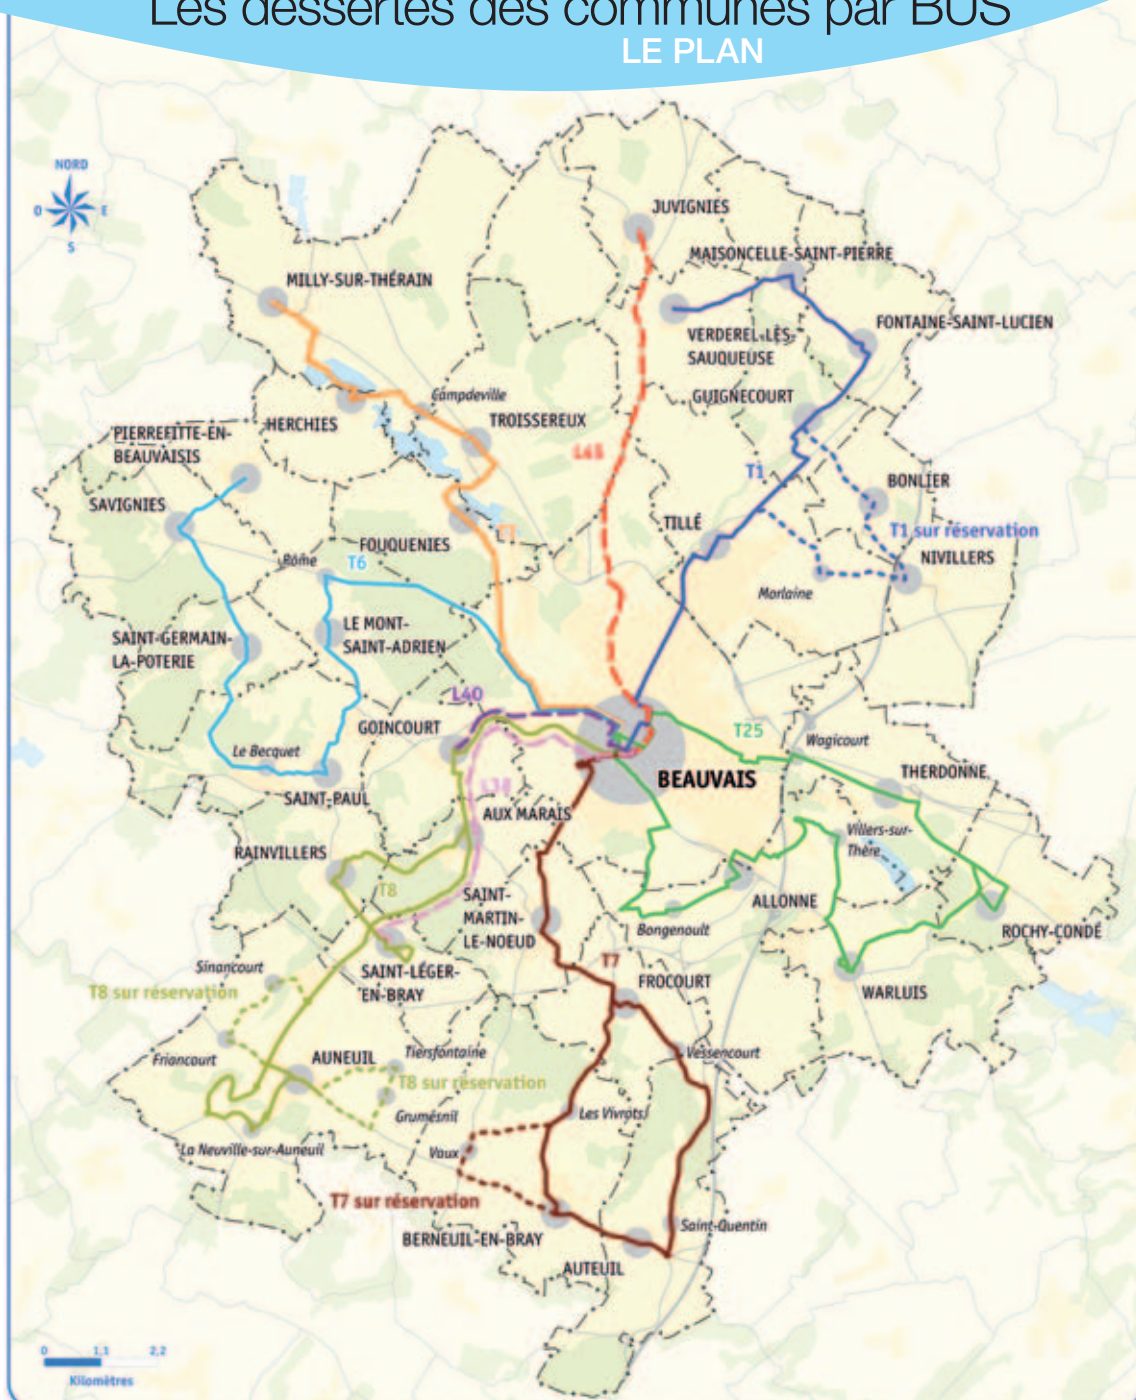 Les dessertes des communes par BUS
LE PLAN
NORD
O
E
S
JUVIGNIES
MAISONCELLE-SAINT-PIERRE
MILLY-SUR-THÉRAIN
FONTAINE-SAINT-LUCIEN
VERDEREL-LÈS-
SAUQUEUSE
GUIGNECOURT
Campdeville
HERCHIES
TROISSEREUX
PIERREFITTE-EN-
BEAUVAISIS
T1
BONLIER
SAVIGNIES
TILLÉ
T1 sur réservation
FOUQUENIES
NIVILLERS
Rome
T6
Morlaine
SAINT-GERMAIN-
LA-POTERIE
LE MONT-
SAINT-ADRIEN
L40
GOINCOURT
T25
Wagicourt
Le Becquet
BEAUVAIS
THERDONNE
SAINT-PAUL
L38
AUX MARAIS
Villers-sur-
Thère
RAINVILLERS
T8
SAINT-
MARTIN-
LE-NOEUD
ALLONNE
Bongenoult
ROCHY-CONDÉ
Sinancourt
SAINT-LÉGER-
EN-BRAY
T7
FROCOURT
WARLUIS
T8 sur réservation
Friancourt
AUNEUIL
Tiersfontaine
Vessencourt
T8 sur réservation
Grumésnil
Les Vivrots
La Neuville-sur-Auneuil
Vaux
T7 sur réservation
Saint-Quentin
BERNEUIL-EN-BRAY
AUTEUIL
0 1,1 2,2
Kilomètres